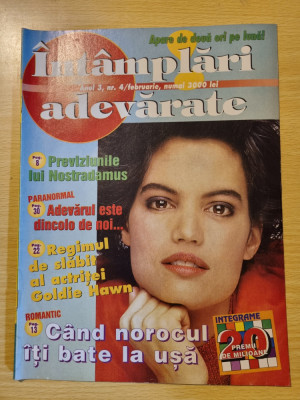 Apare de două ori pe lună!
Întâmplări
Anul 3, nr. 4/februarie, numai 3000 lei
adevărate
Pag. 8
Previziunile
lui Nostradamus
PARANORMAL
Pag. 30
Adevărul este
dincolo de noi...
Pag. 22
Regimul
de slăbit
al actriței
Goldie Hawn
ROMANTIC
Pag. 13
Când norocul
îți bate la ușă
INTEGRAME
20
PREMII
DE MILIOANE